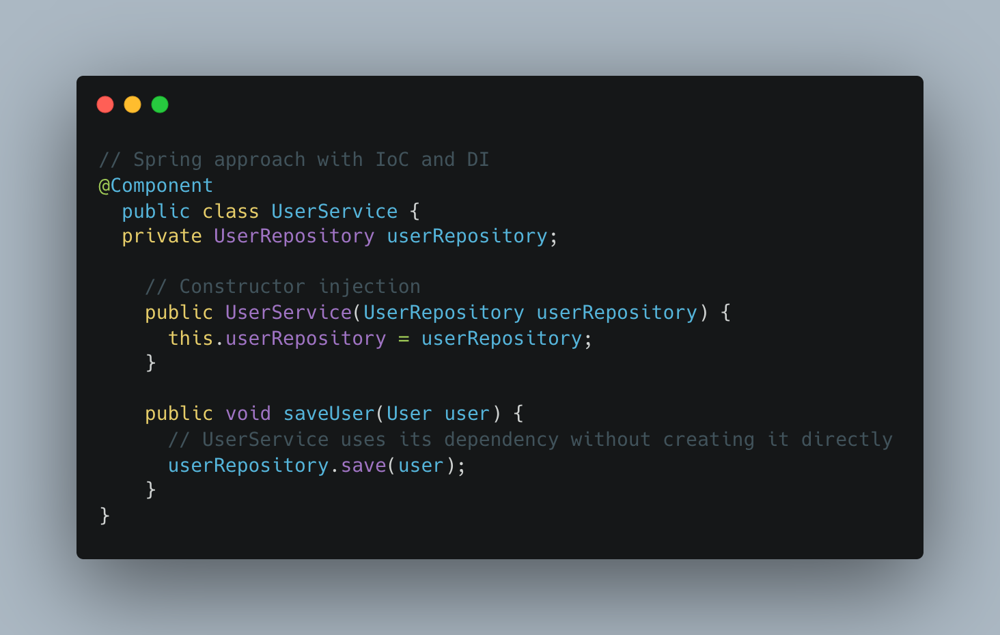 // Spring approach with IoC and DI
@Component
  public class UserService {
  private UserRepository userRepository;

    // Constructor injection
    public UserService(UserRepository userRepository) {
      this.userRepository = userRepository;
    }

    public void saveUser(User user) {
      // UserService uses its dependency without creating it directly
      userRepository.save(user);
    }
}